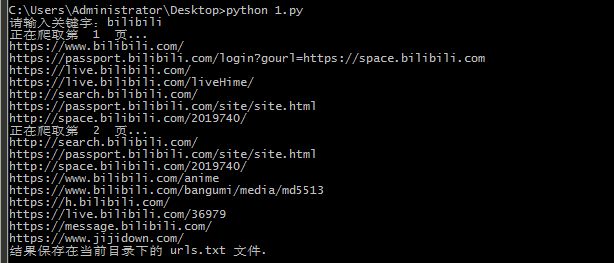 C:\Users\Administrator\Desktop>python 1.py
请输入关键字：bilibili
正在爬取第  1  页...
https://www.bilibili.com/
https://passport.bilibili.com/login?gourl=https://space.bilibili.com
https://live.bilibili.com/
https://live.bilibili.com/liveHime/
http://search.bilibili.com/
https://passport.bilibili.com/site/site.html
http://space.bilibili.com/2019740/
正在爬取第  2  页...
http://search.bilibili.com/
https://passport.bilibili.com/site/site.html
http://space.bilibili.com/2019740/
https://www.bilibili.com/anime
https://www.bilibili.com/bangumi/media/md5513
https://h.bilibili.com/
https://live.bilibili.com/36979
https://message.bilibili.com/
https://www.jijidown.com/
结果保存在当前目录下的 urls.txt 文件.